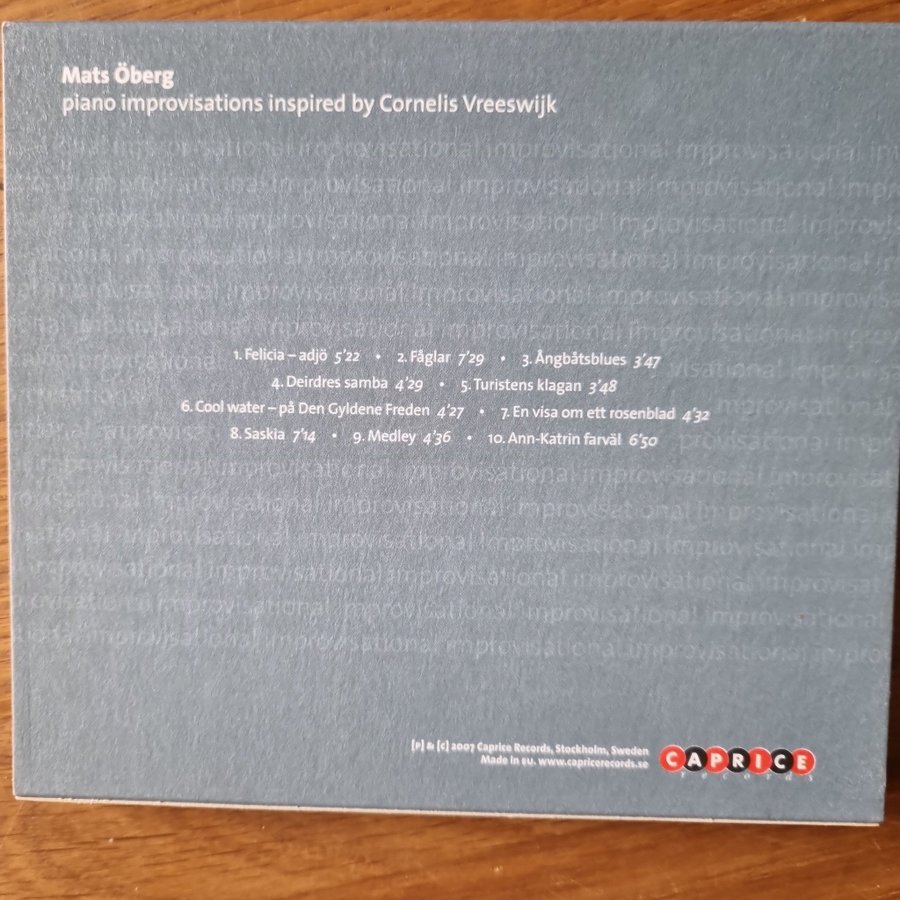 Mats Öberg
piano improvisations inspired by Cornelis Vreeswijk
1. Felicia – adjö 5'22 • 2. Fåglar 7'29 • 3. Ångbåtsblues 3'47
4. Deirdres samba 4'29 • 5. Turistens klagan 3'48
6. Cool water – på Den Gyldene Freden 4'27 • 7. En visa om ett rosenblad 4'32
8. Saskia 7'14 • 9. Medley 4'36 • 10. Ann-Katrin farväl 6'50
[P] & [C] 2007 Caprice Records, Stockholm, Sweden
Made in EU. www.capricerecords.se
CAPRICE
records